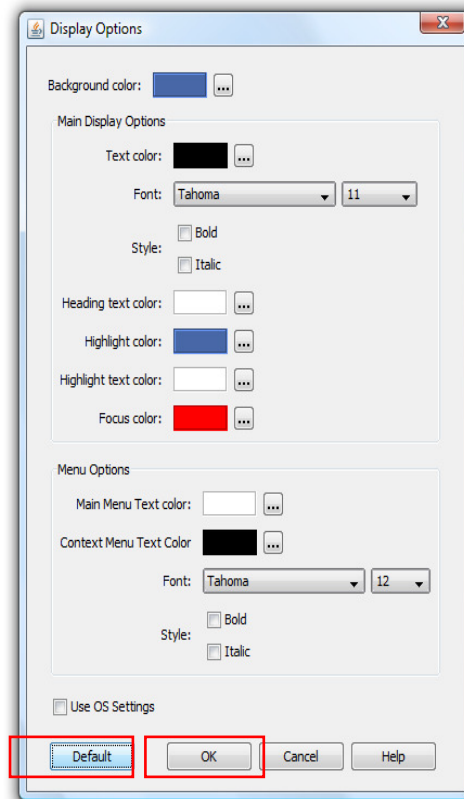 Display Options
Background color: ...
Main Display Options
Text color: ...
Font: Tahoma 11
Bold
Style:
Italic
Heading text color: ...
Highlight color: ...
Highlight text color: ...
Focus color: ...
Menu Options
Main Menu Text color: ...
Context Menu Text Color ...
Font: Tahoma 12
Bold
Style:
Italic
Use OS Settings
Default OK Cancel Help